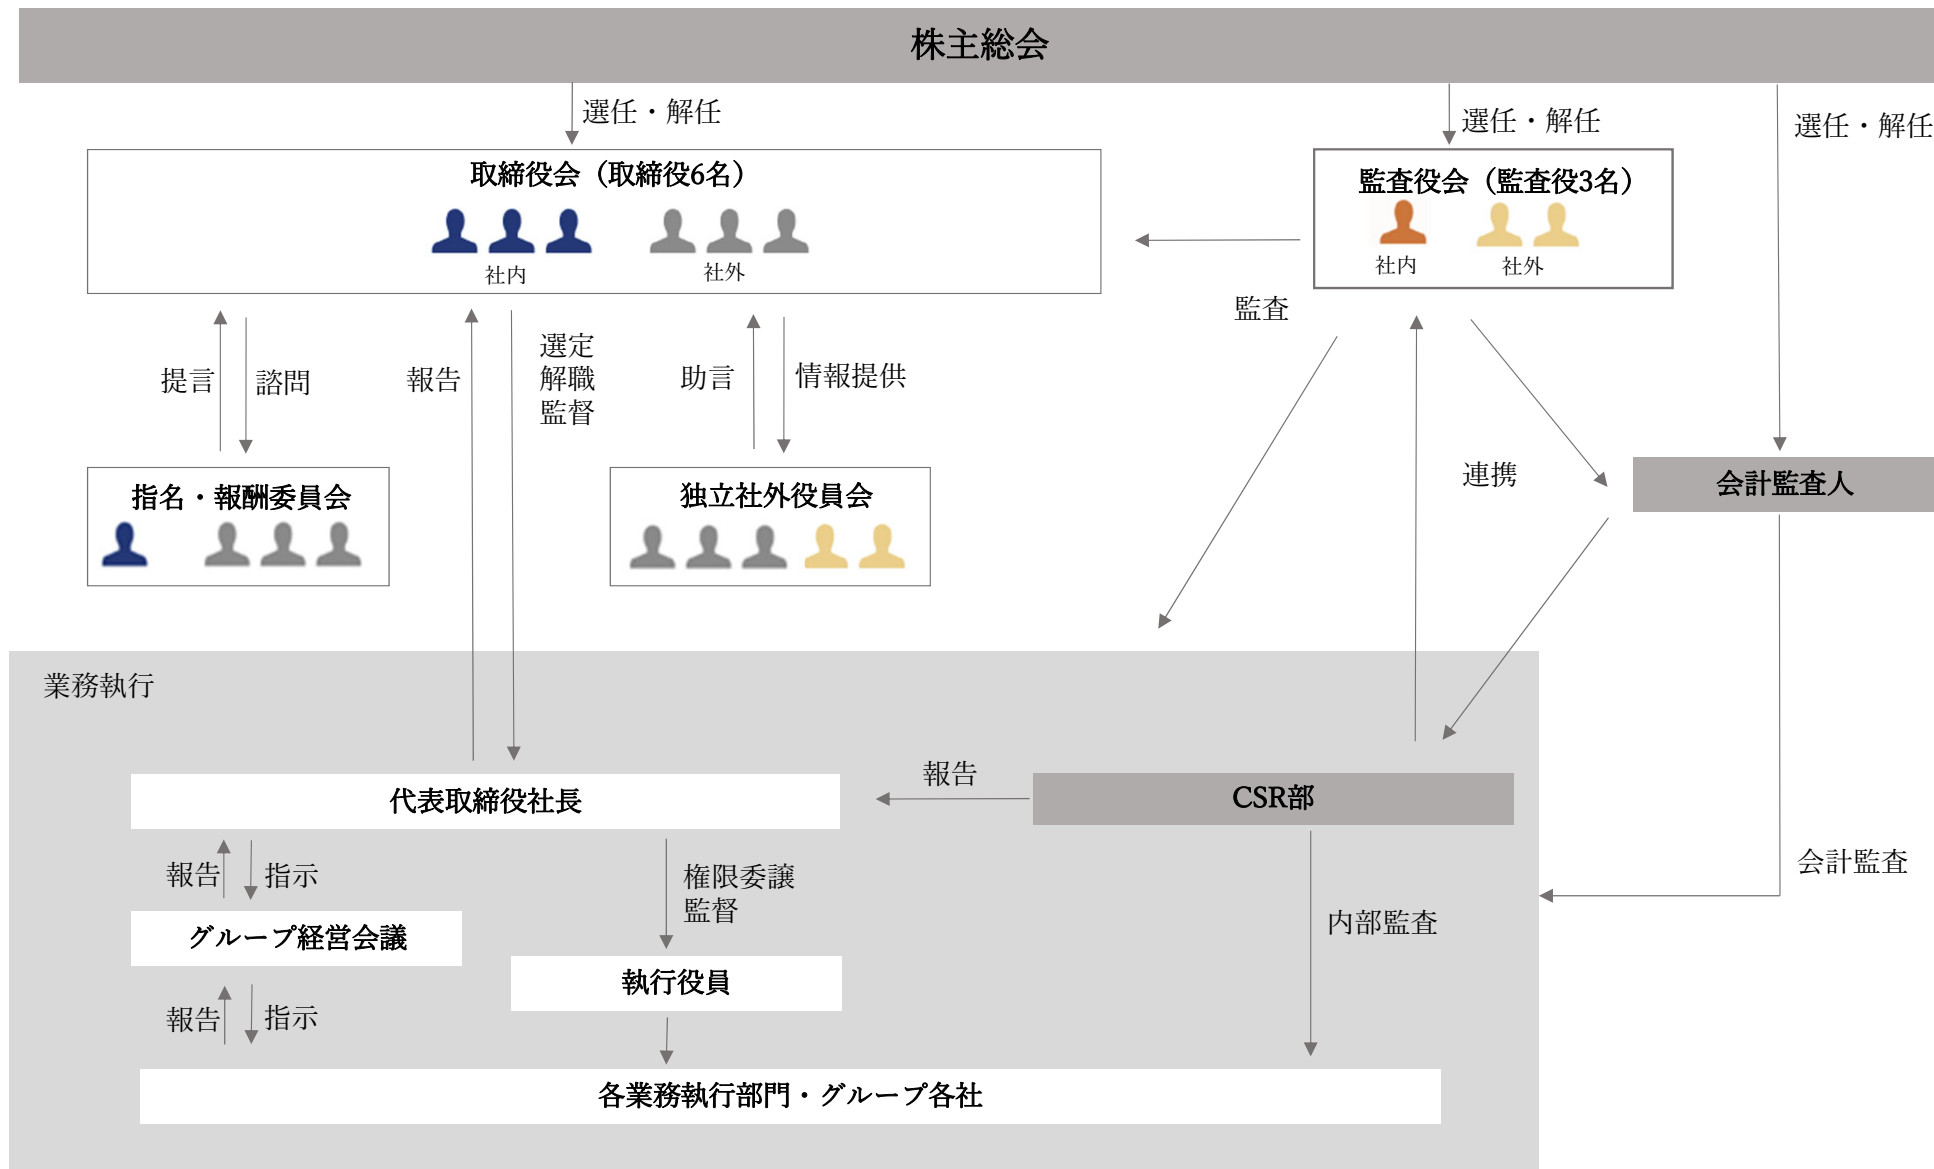 株主総会
選任・解任
選任・解任
選任・解任
取締役会（取締役6名）
社内
社外
監査役会（監査役3名）
社内
社外
監査
提言
諮問
報告
選定
解職
監督
助言
情報提供
連携
指名・報酬委員会
独立社外役員会
会計監査人
業務執行
代表取締役社長
報告
CSR部
報告
指示
権限委譲
監督
会計監査
内部監査
グループ経営会議
執行役員
報告
指示
各業務執行部門・グループ各社